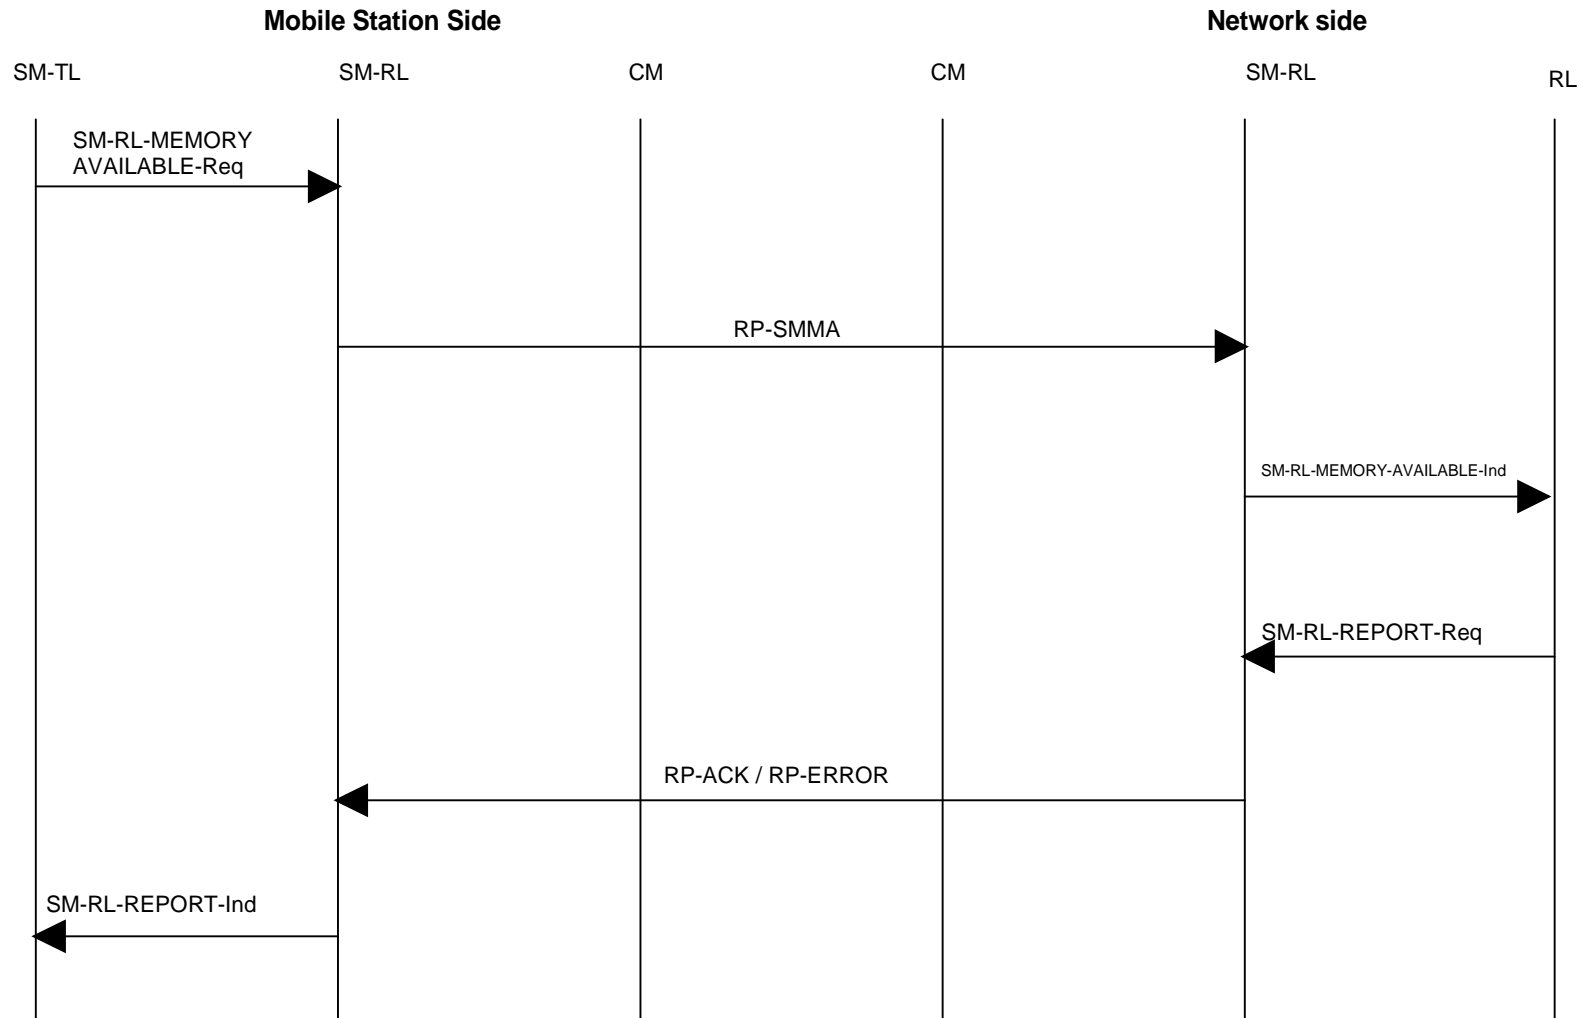 Mobile Station Side
Network side
SM-TL
SM-RL
CM
CM
SM-RL
RL
SM-RL-MEMORY
AVAILABLE-Req
RP-SMMA
SM-RL-MEMORY-AVAILABLE-Ind
SM-RL-REPORT-Req
RP-ACK / RP-ERROR
SM-RL-REPORT-Ind